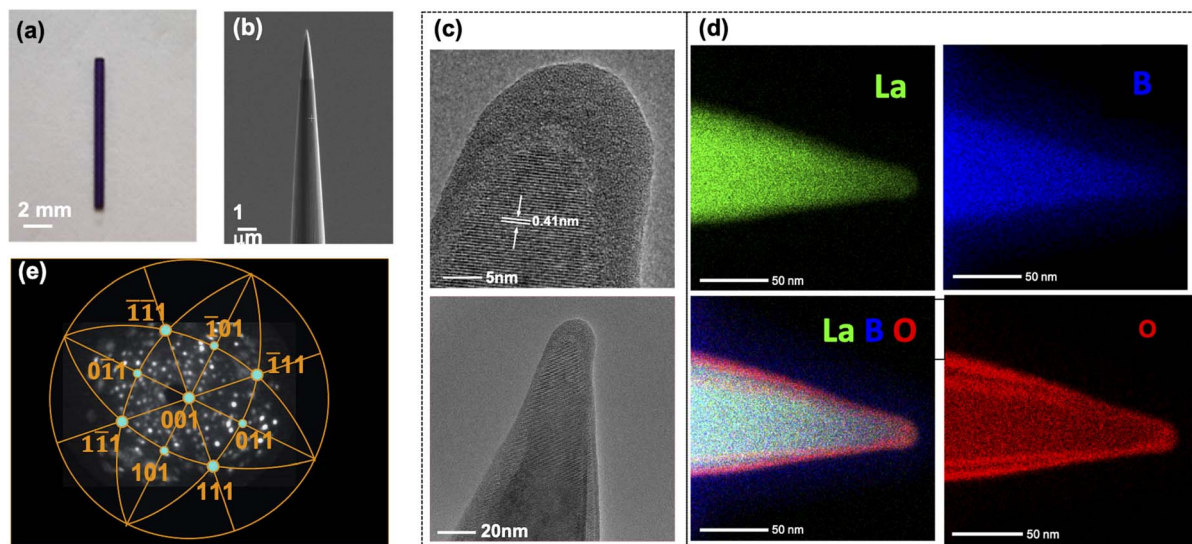 (a)
2 mm
(b)
1
μm
(c)
0.41nm
5nm
20nm
(d)
La
50 nm
B
50 nm
La B O
50 nm
O
50 nm
(e)
1̅1̅1
1̅01
01̅1
1̅11
001
11̅1
011
101
111